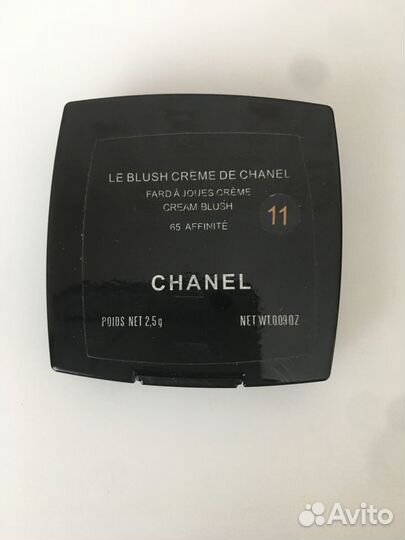 LE BLUSH CREME DE CHANEL
FARD À JOUES CRÈME
CREAM BLUSH
11
65 AFFINITÉ
CHANEL
POIDS NET 2,5g NET WT.0.09 OZ
Avito